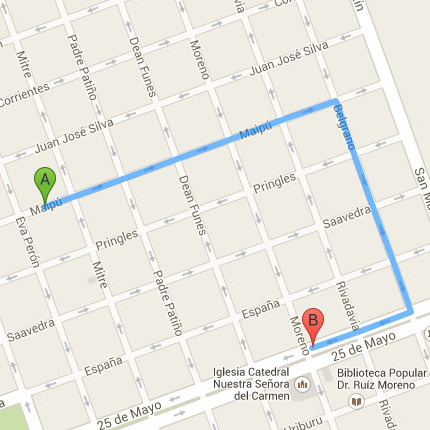 Mitre
Padre Patiño
Dean Funes
Moreno
Juan José Silva
Corrientes
Juan José Silva
Maipú
Belgrano
A
Maipú
Eva Perón
Dean Funes
Pringles
San Ma
Pringles
Saavedra
Mitre
Padre Patiño
Rivadavia
España
Saavedra
B
Moreno
España
25 de Mayo
Iglesia Catedral
Nuestra Señora
del Carmen
Biblioteca Popular
Dr. Ruíz Moreno
25 de Mayo
Uriburu
Rivadavia